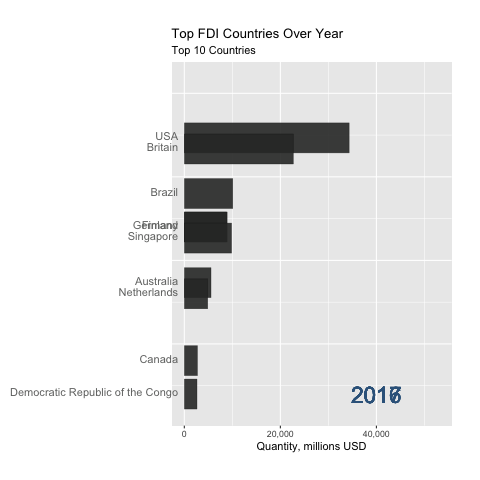 Top FDI Countries Over Year
Top 10 Countries
USA
Britain
Brazil
Finland
Singapore
Australia
Netherlands
Canada
Democratic Republic of the Congo
0
20,000
40,000
Quantity, millions USD